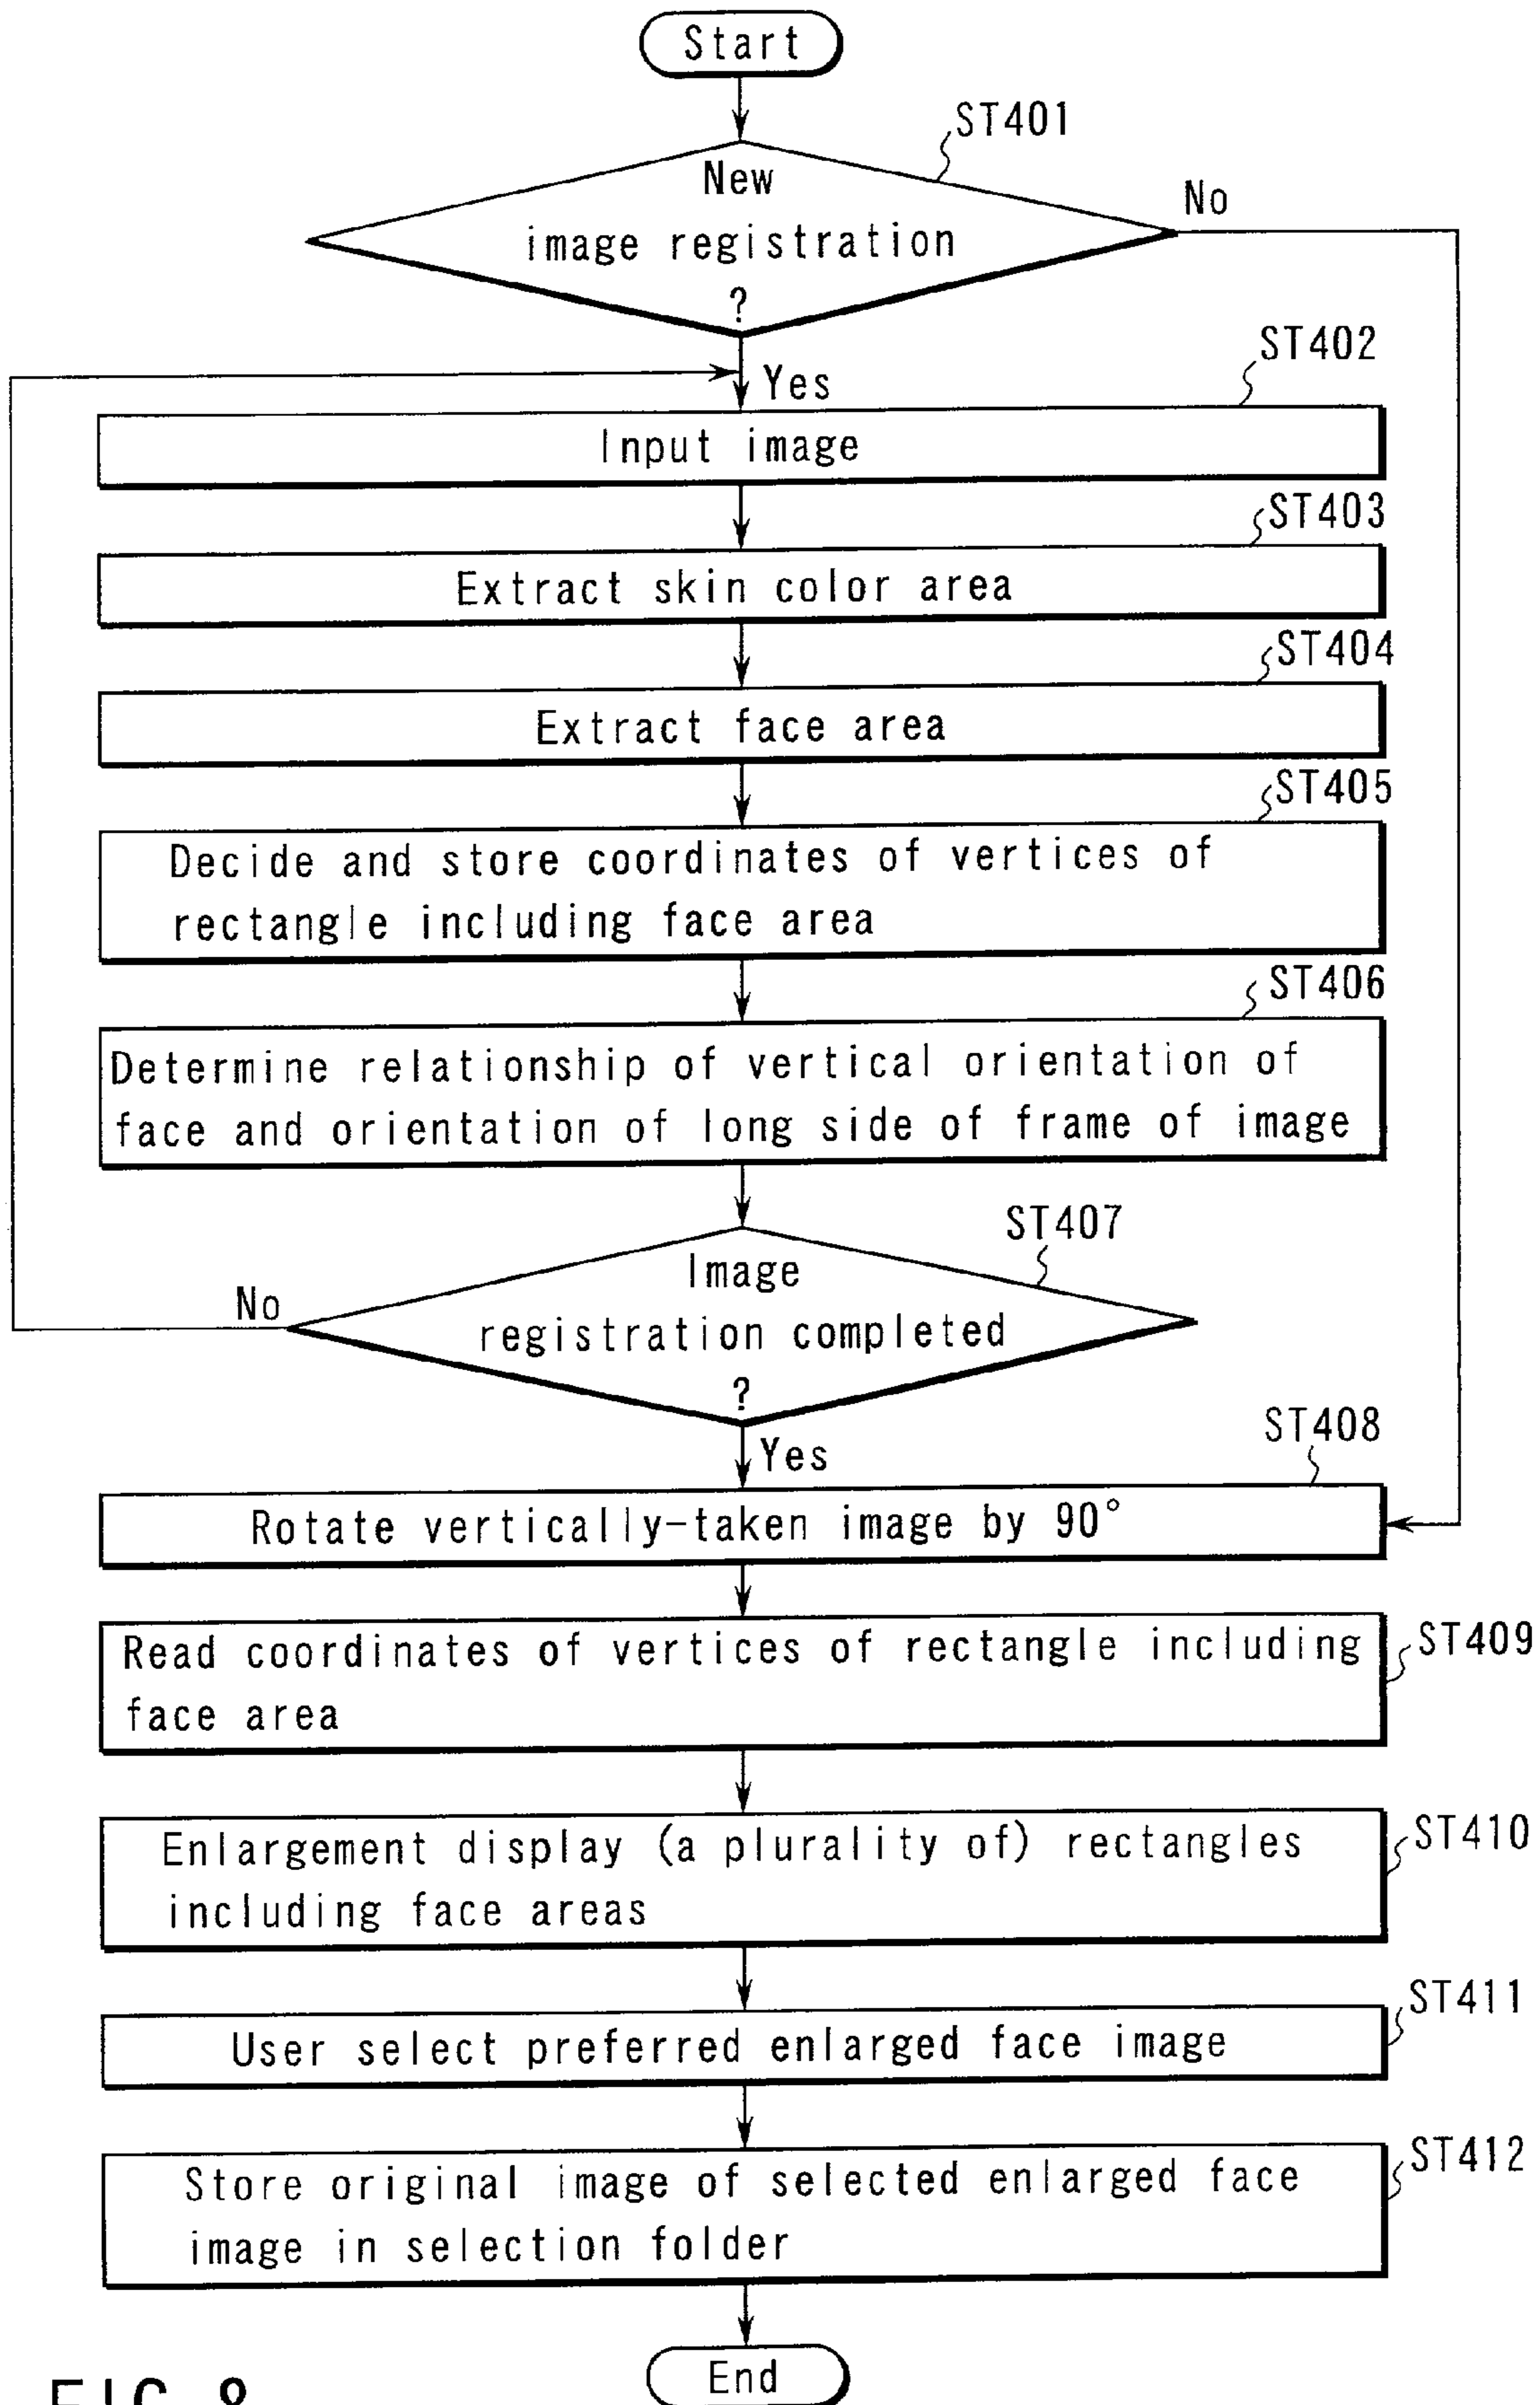 Start
ST401
New
image registration
?
No
ST402
Yes
Input image
ST403
Extract skin color area
ST404
Extract face area
ST405
Decide and store coordinates of vertices of
rectangle including face area
ST406
Determine relationship of vertical orientation of
face and orientation of long side of frame of image
ST407
Image
registration completed
?
No
ST408
Yes
Rotate vertically-taken image by 90°
Read coordinates of vertices of rectangle including
face area
ST409
Enlargement display (a plurality of) rectangles
including face areas
ST410
ST411
User select preferred enlarged face image
ST412
Store original image of selected enlarged face
image in selection folder
End
FIG. 8